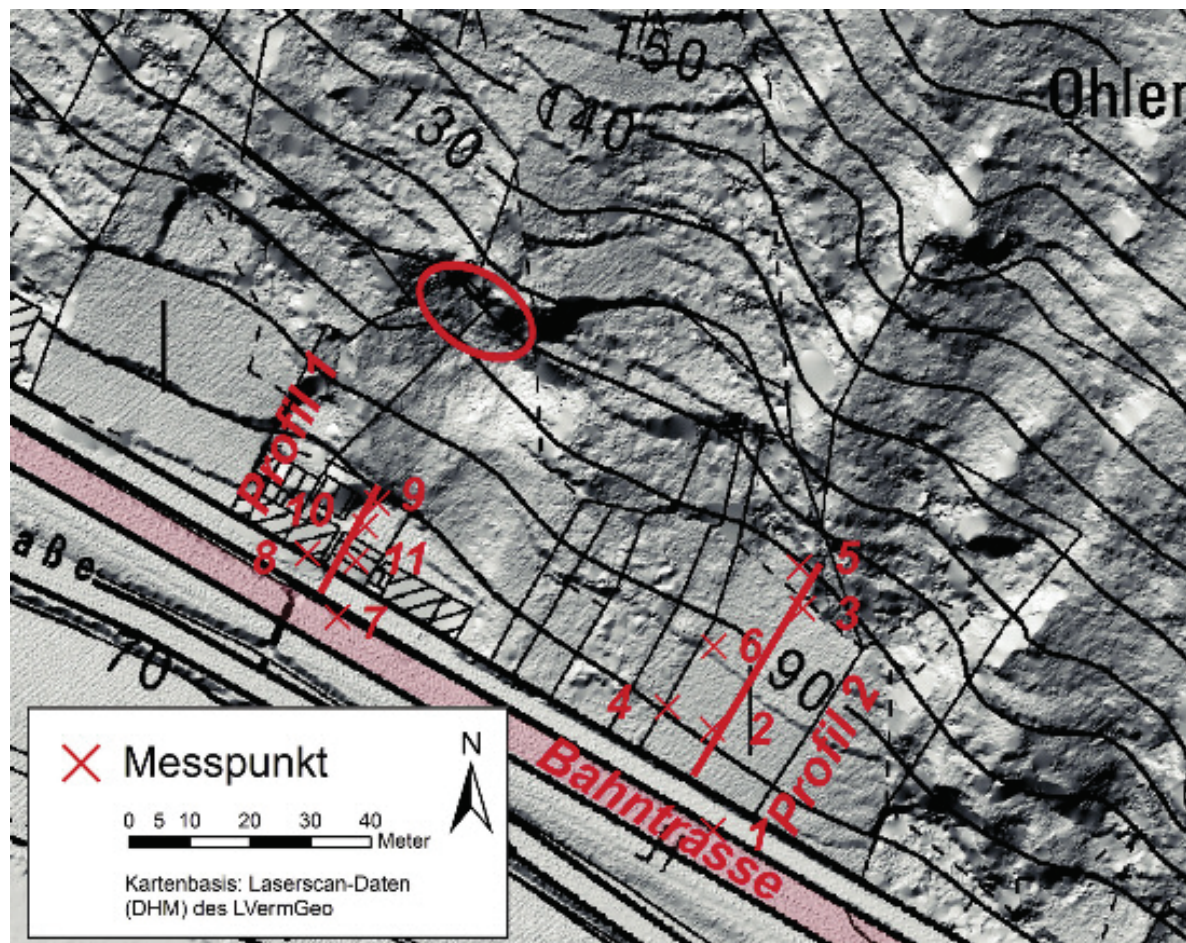 150
Ohler
140
130
Profil 1
9
10
8
11
7
aße
5
3
6
90
4
2
Profil 2
1
70
Bahntrasse
Messpunkt
N
0 5 10 20 30 40
Meter
Kartenbasis: Laserscan-Daten
(DHM) des LVermGeo